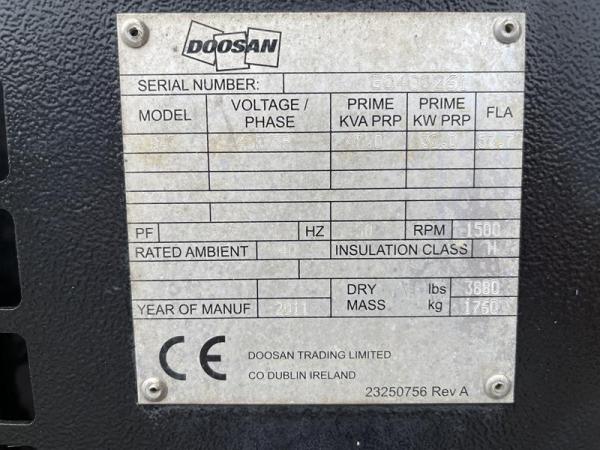 DOOSAN
SERIAL NUMBER:
MODEL VOLTAGE / PHASE PRIME KVA PRP PRIME KW PRP FLA
PF HZ 50 RPM 1500
RATED AMBIENT INSULATION CLASS H
DRY MASS lbs 3880
kg 1760
YEAR OF MANUF 2011
CE DOOSAN TRADING LIMITED
CO DUBLIN IRELAND
23250756 Rev A